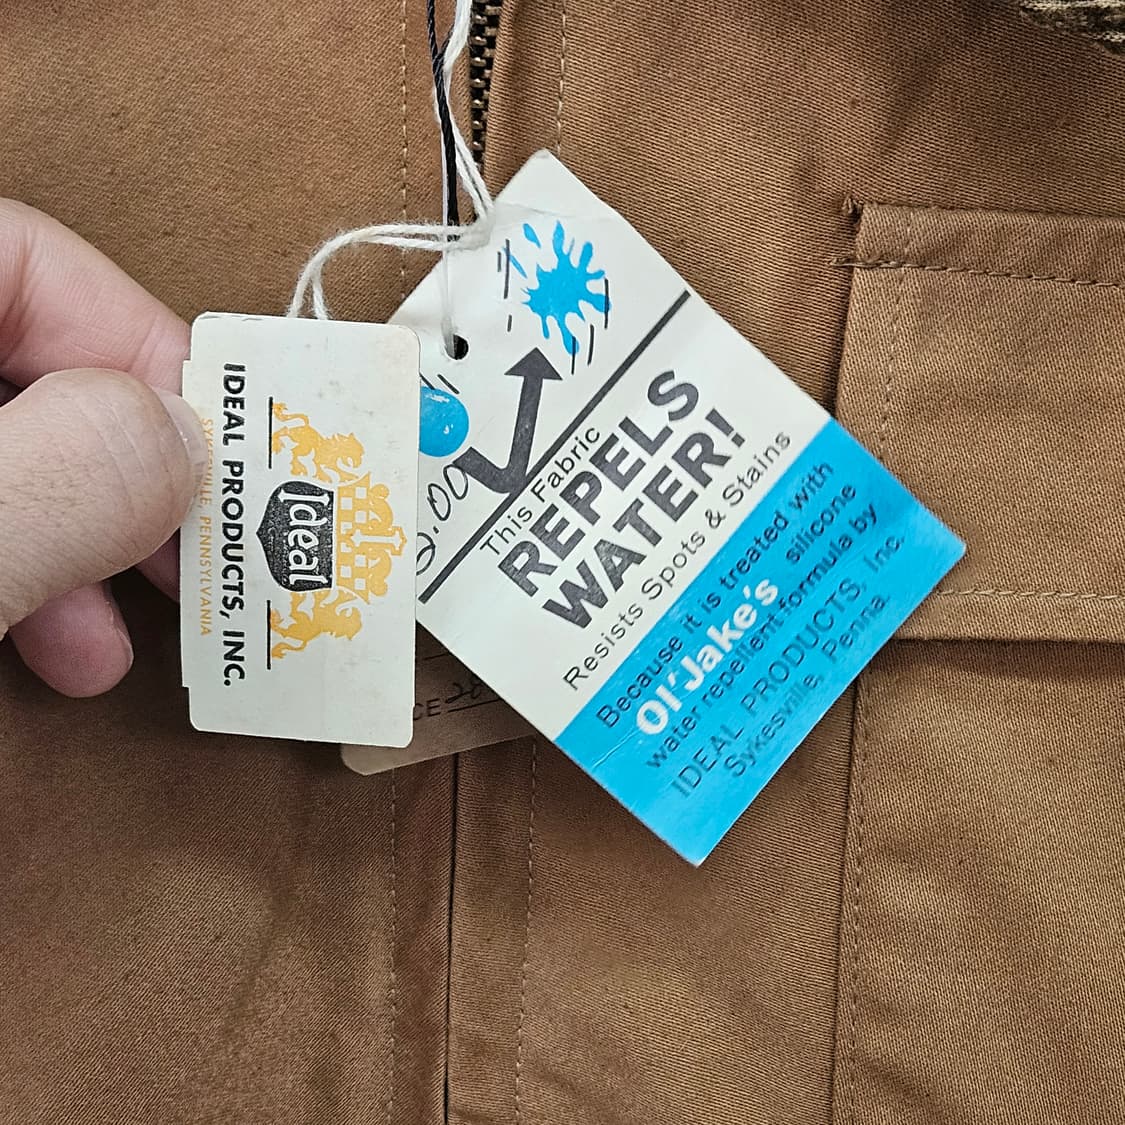 IDEAL PRODUCTS, INC.
SYKESVILLE, PENNSYLVANIA
Ideal
This Fabric
REPELS
WATER!
Resists Spots & Stains
Because it is treated with
Ol' Jake's silicone
water repellent formula by
IDEAL PRODUCTS, Inc.
Sykesville, Penna.